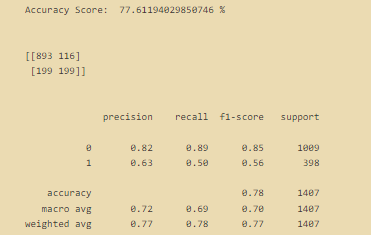 Accuracy Score:  77.61194029850746 %
[[893 116]
 [199 199]]
precision recall f1-score support
0 0.82 0.89 0.85 1009
1 0.63 0.50 0.56 398
accuracy 0.78 1407
macro avg 0.72 0.69 0.70 1407
weighted avg 0.77 0.78 0.77 1407